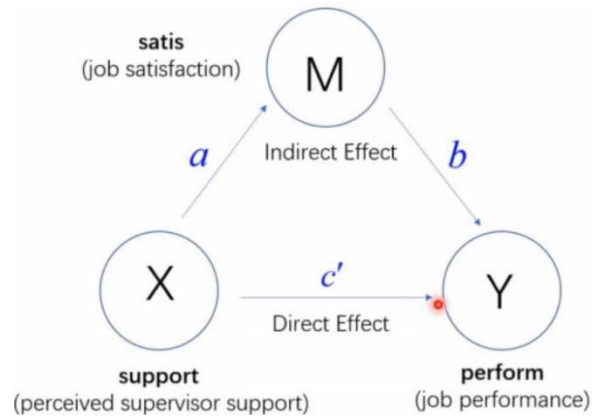 satis
(job satisfaction)
M
a
Indirect Effect
b
X
c′
Y
Direct Effect
support
(perceived supervisor support)
perform
(job performance)